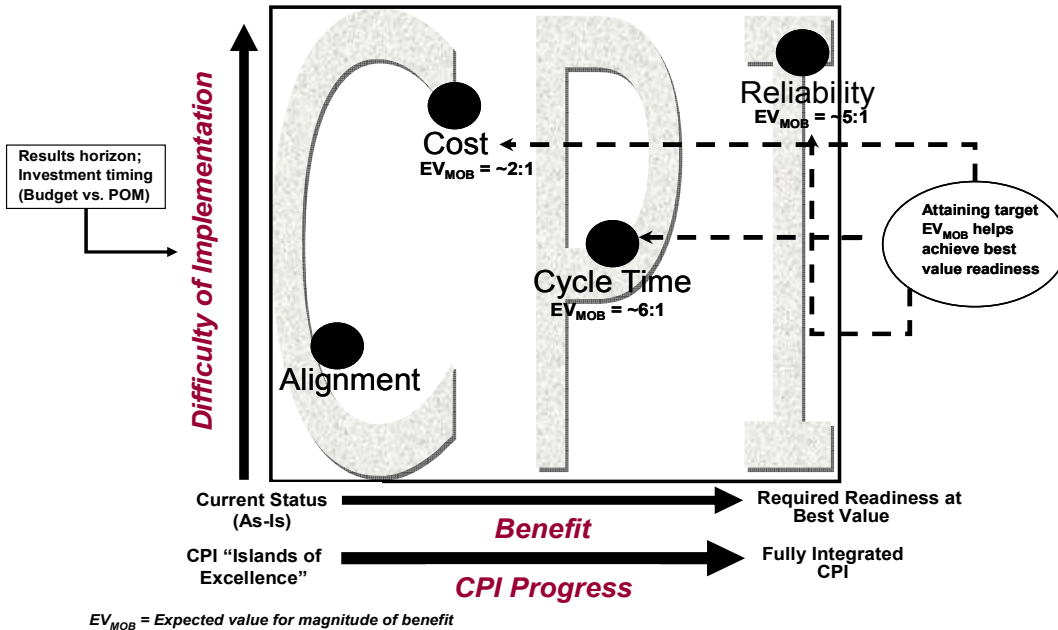 CPI
Reliability
EVMOB = ~5:1
Cost
EVMOB = ~2:1
Results horizon;
Investment timing
(Budget vs. POM)
Difficulty of Implementation
Attaining target
EVMOB helps
achieve best
value readiness
Cycle Time
EVMOB = ~6:1
Alignment
Current Status
(As-Is)
Benefit
Required Readiness at
Best Value
CPI “Islands of
Excellence”
CPI Progress
Fully Integrated
CPI
EVMOB = Expected value for magnitude of benefit